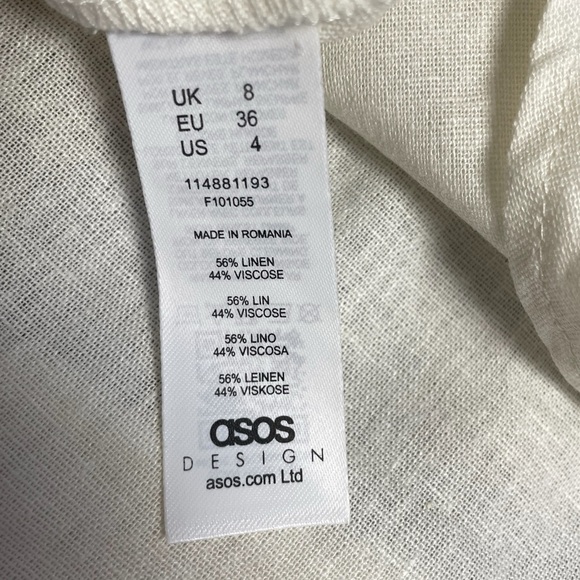 UK 8
EU 36
US 4
114881193
F101055
MADE IN ROMANIA
56% LINEN
44% VISCOSE
56% LIN
44% VISCOSE
56% LINO
44% VISCOSA
56% LEINEN
44% VISKOSE
asos
DESIGN
asos.com Ltd